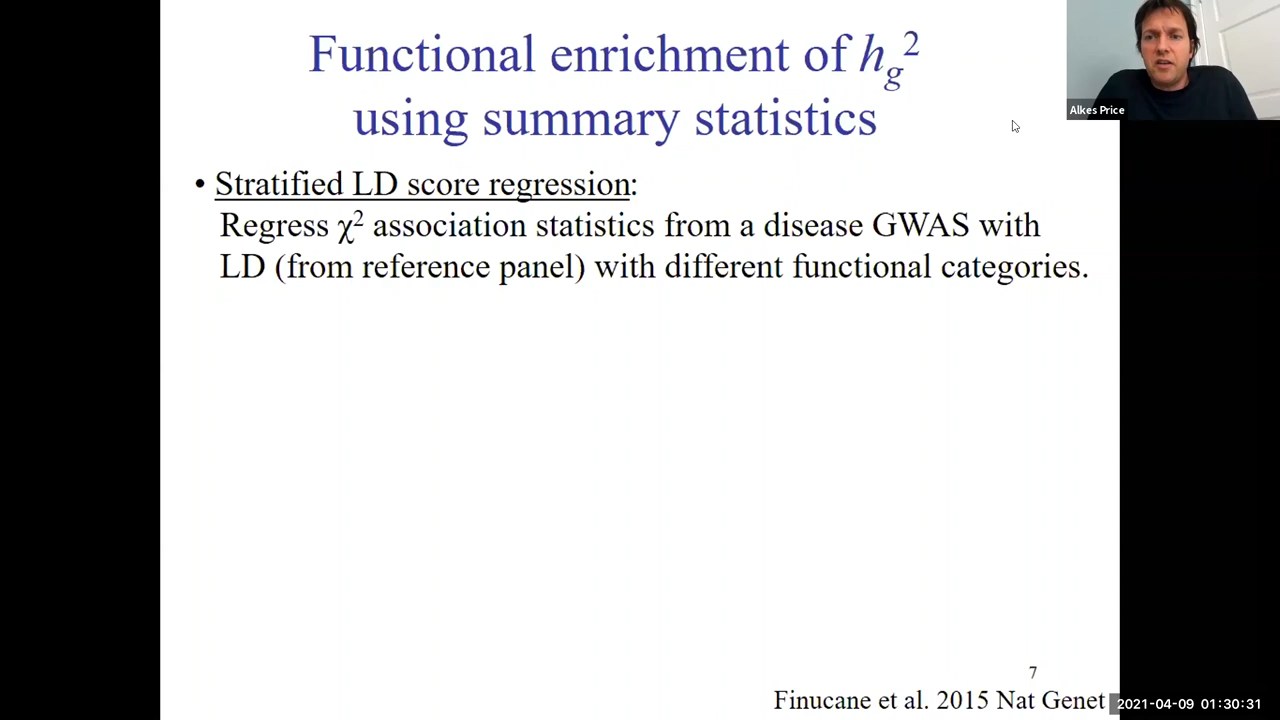 Functional enrichment of hg²
using summary statistics
Alkes Price
• Stratified LD score regression:
Regress χ² association statistics from a disease GWAS with
LD (from reference panel) with different functional categories.
7
Finucane et al. 2015 Nat Genet
2021-04-09 01:30:31